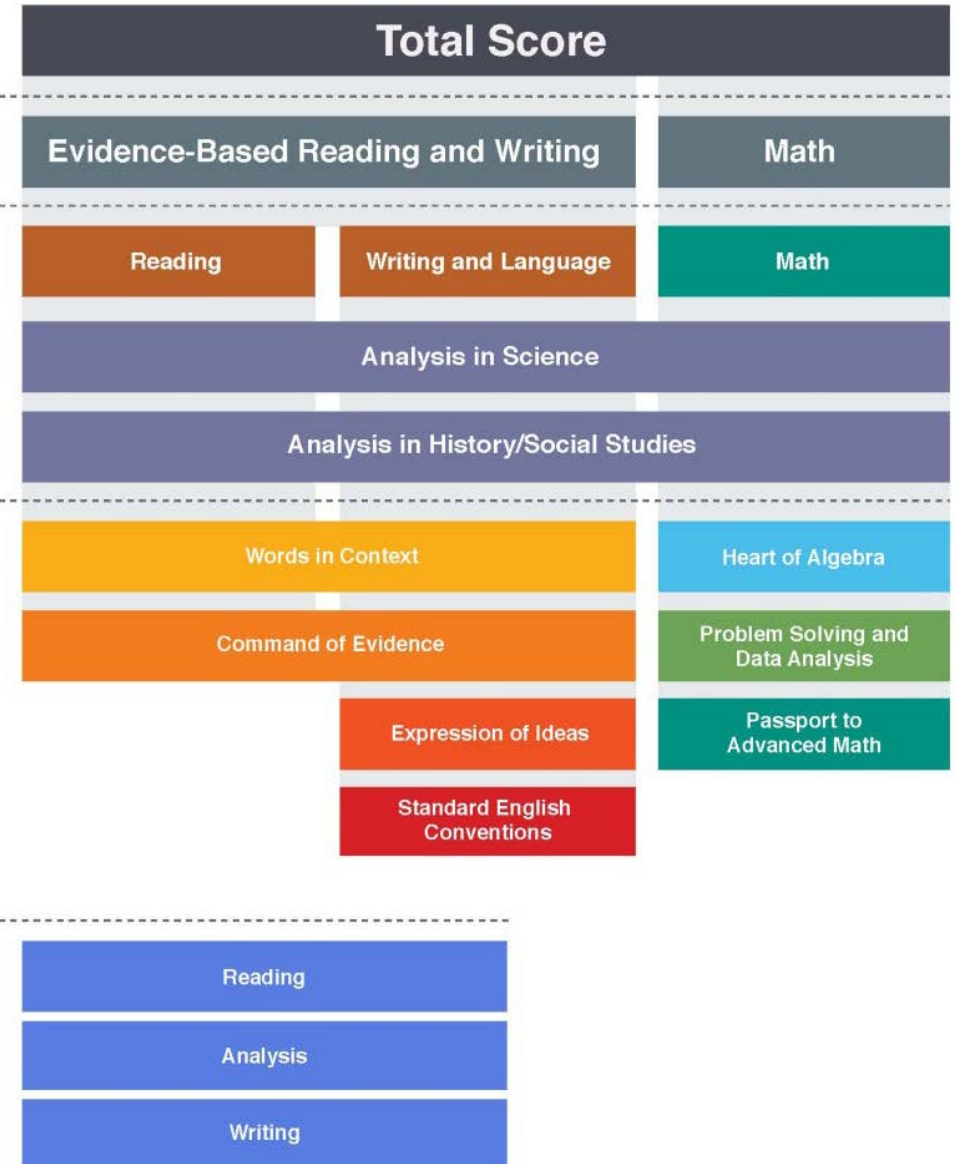 Total Score
Evidence-Based Reading and Writing
Math
Reading
Writing and Language
Math
Analysis in Science
Analysis in History/Social Studies
Words in Context
Heart of Algebra
Command of Evidence
Problem Solving and
Data Analysis
Expression of Ideas
Passport to
Advanced Math
Standard English
Conventions
Reading
Analysis
Writing